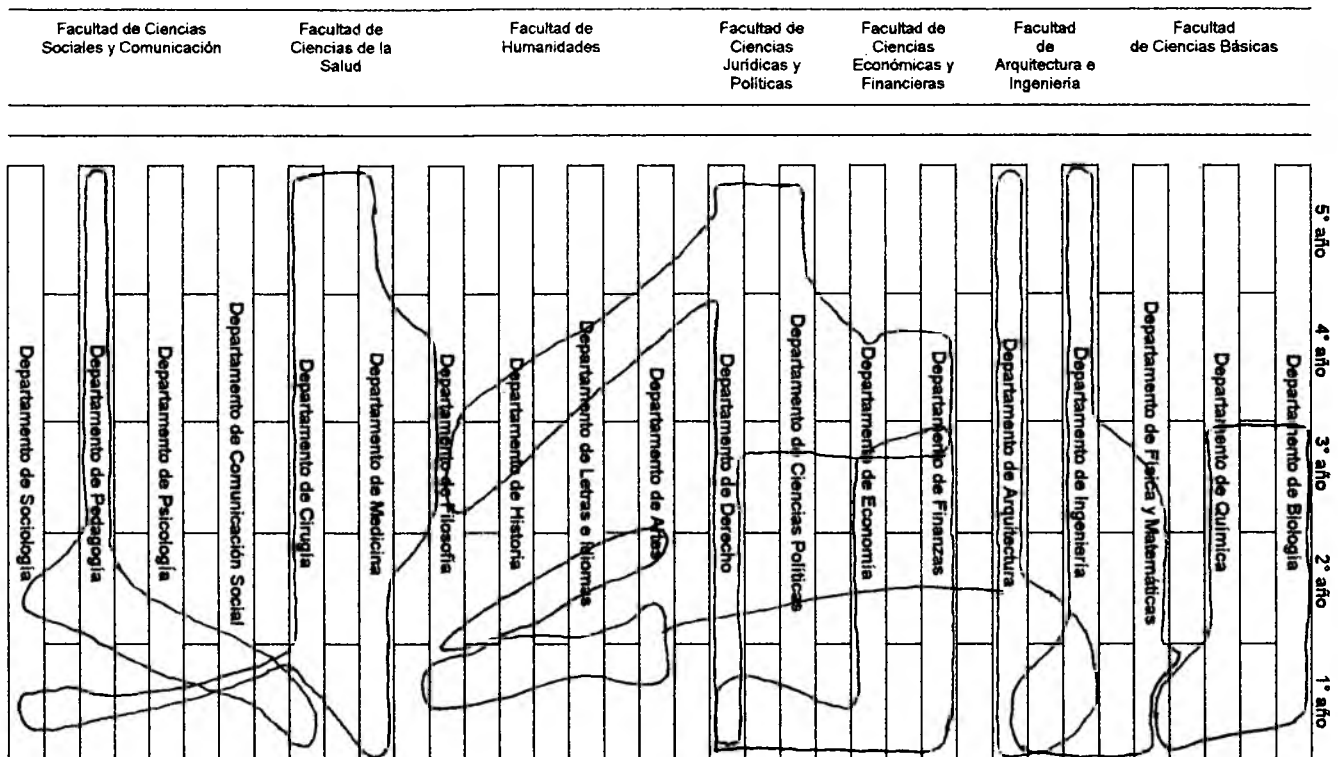 Facultad de Ciencias
Sociales y Comunicación
Facultad de
Ciencias de la
Salud
Facultad de
Humanidades
Facultad de
Ciencias
Jurídicas y
Políticas
Facultad de
Ciencias
Económicas y
Financieras
Facultad
de
Arquitectura e
Ingeniería
Facultad
de Ciencias Básicas
5° año
4° año
3° año
2° año
1° año
Departamento de Sociología
Departamento de Pedagogía
Departamento de Psicología
Departamento de Comunicación Social
Departamento de Cirugía
Departamento de Medicina
Departamento de Filosofía
Departamento de Historia
Departamento de Letras e Idiomas
Departamento de Artes
Departamento de Derecho
Departamento de Ciencias Políticas
Departamento de Economía
Departamento de Finanzas
Departamento de Arquitectura
Departamento de Ingeniería
Departamento de Física y Matemáticas
Departamento de Química
Departamento de Biología